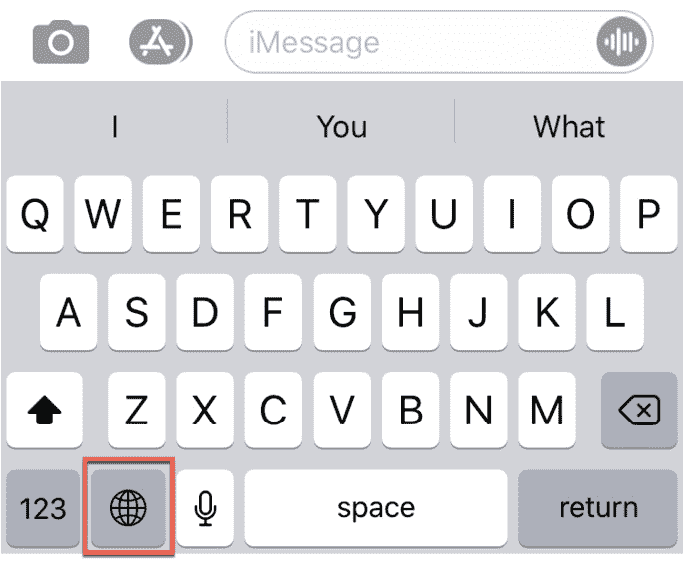 iMessage
I You What
Q W E R T Y U I O P
A S D F G H J K L
Z X C V B N M
123 space return